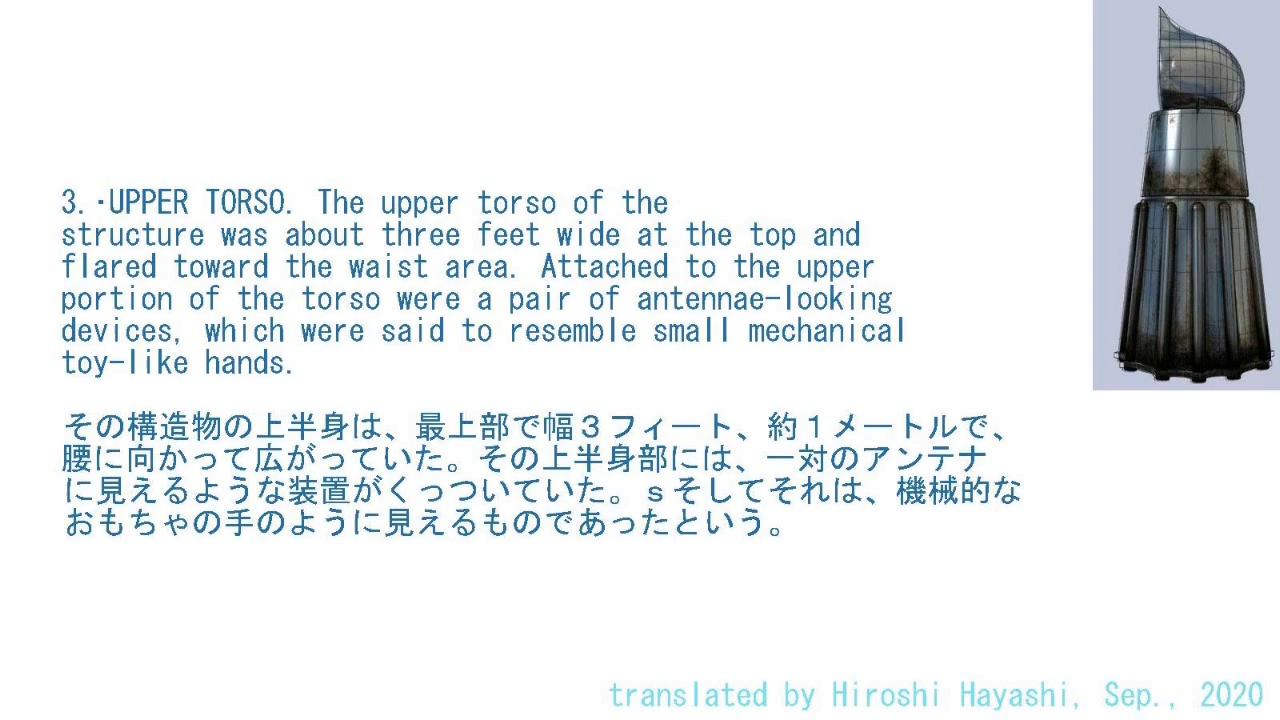 3.·UPPER TORSO. The upper torso of the
structure was about three feet wide at the top and
flared toward the waist area. Attached to the upper
portion of the torso were a pair of antennae-looking
devices, which were said to resemble small mechanical
toy-like hands.
その構造物の上半身は、最上部で幅３フィート、約１メートルで、
腰に向かって広がっていた。その上半身部には、一対のアンテナ
に見えるような装置がくっついていた。ｓそしてそれは、機械的な
おもちゃの手のように見えるものであったという。
translated by Hiroshi Hayashi, Sep., 2020